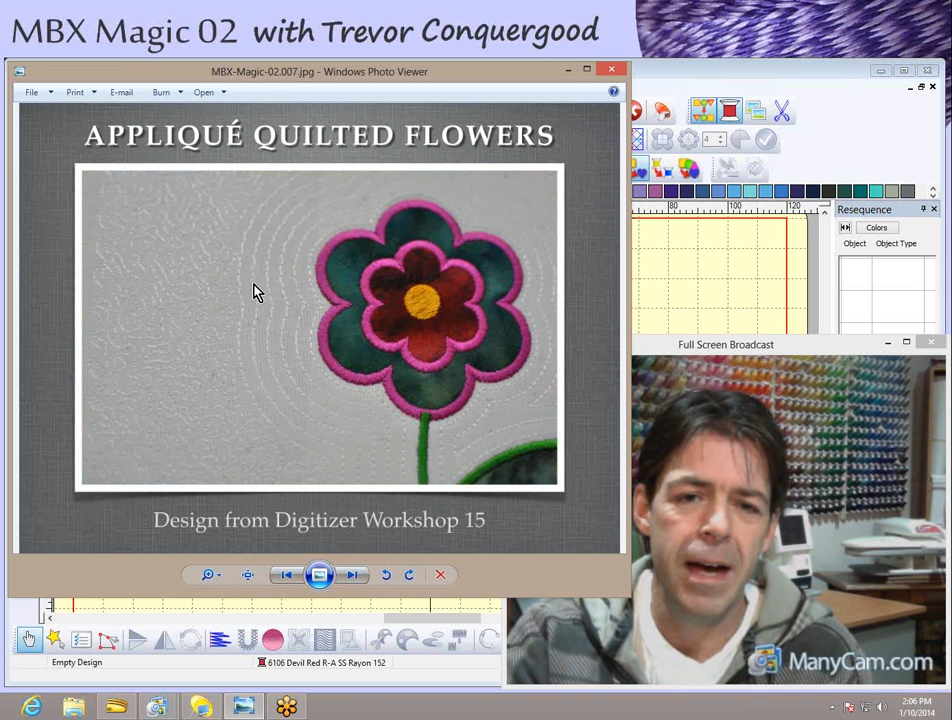 MBX Magic 02 with Trevor Conquergood
MBX-Magic-02.007.jpg - Windows Photo Viewer
File Print E-mail Burn Open
APPLIQUÉ QUILTED FLOWERS
Design from Digitizer Workshop 15
4
80 100 120
Resequence
Colors
Object Object Type
Full Screen Broadcast
ManyCam.com
Empty Design
6106 Devil Red R-A SS Rayon 152
2:06 PM
1/10/2014